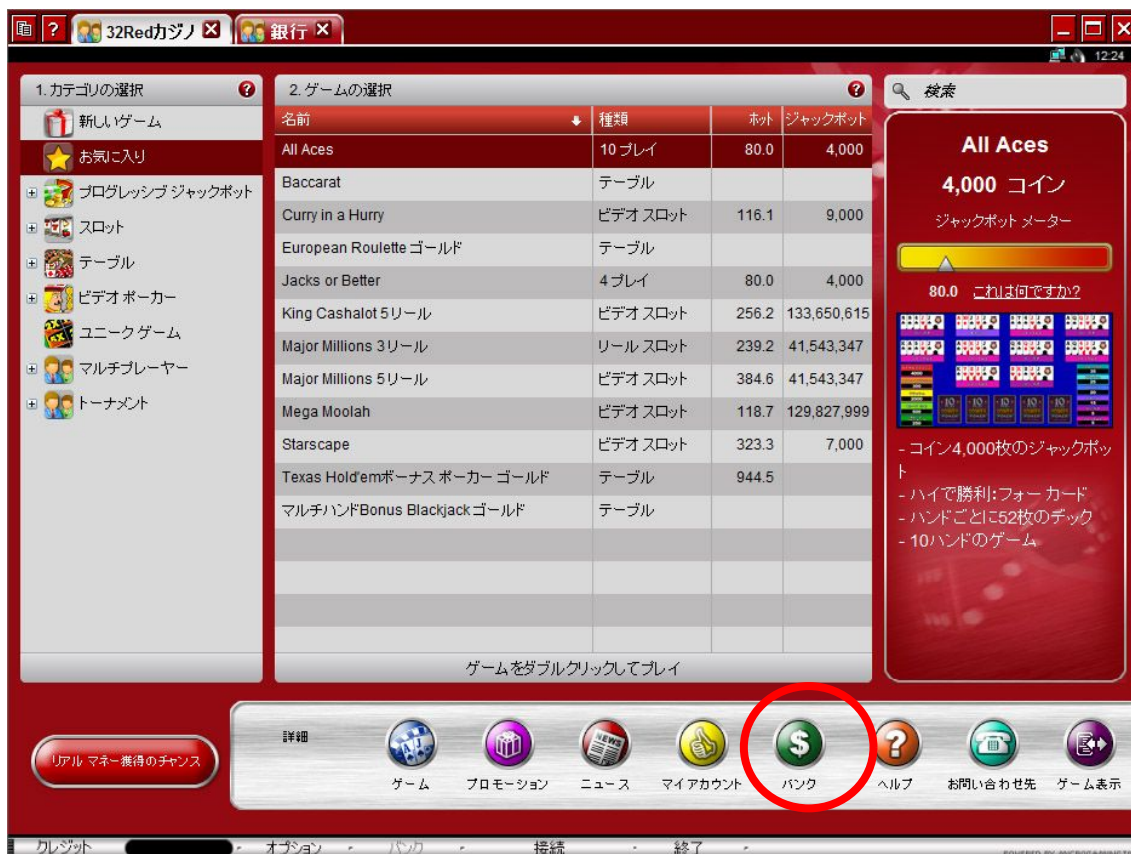 32Redカジノ
銀行
12:24
1.カテゴリの選択
新しいゲーム
お気に入り
プログレッシブ ジャックポット
スロット
テーブル
ビデオ ポーカー
ユニーク ゲーム
マルチプレーヤー
トーナメント
2.ゲームの選択
名前 種類 ホット ジャックポット
All Aces 10 プレイ 80.0 4,000
Baccarat テーブル
Curry in a Hurry ビデオ スロット 116.1 9,000
European Roulette ゴールド テーブル
Jacks or Better 4 プレイ 80.0 4,000
King Cashalot 5リール ビデオ スロット 256.2 133,650,615
Major Millions 3リール リール スロット 239.2 41,543,347
Major Millions 5リール ビデオ スロット 384.6 41,543,347
Mega Moolah ビデオ スロット 118.7 129,827,999
Starscape ビデオ スロット 323.3 7,000
Texas Hold'emボーナス ポーカー ゴールド テーブル 944.5
マルチハンドBonus Blackjackゴールド テーブル
ゲームをダブルクリックしてプレイ
検索
All Aces
4,000 コイン
ジャックポット メーター
80.0 これは何ですか?
- コイン4,000枚のジャックポッ
ト
- ハイで勝利:フォー カード
- ハンドごとに52枚のデック
- 10ハンドのゲーム
リアル マネー獲得のチャンス
詳細
NEWS
ゲーム プロモーション ニュース マイアカウント バンク ヘルプ お問い合わせ先 ゲーム表示
クレジット - オプション - バンク - 接続 - 終了 -